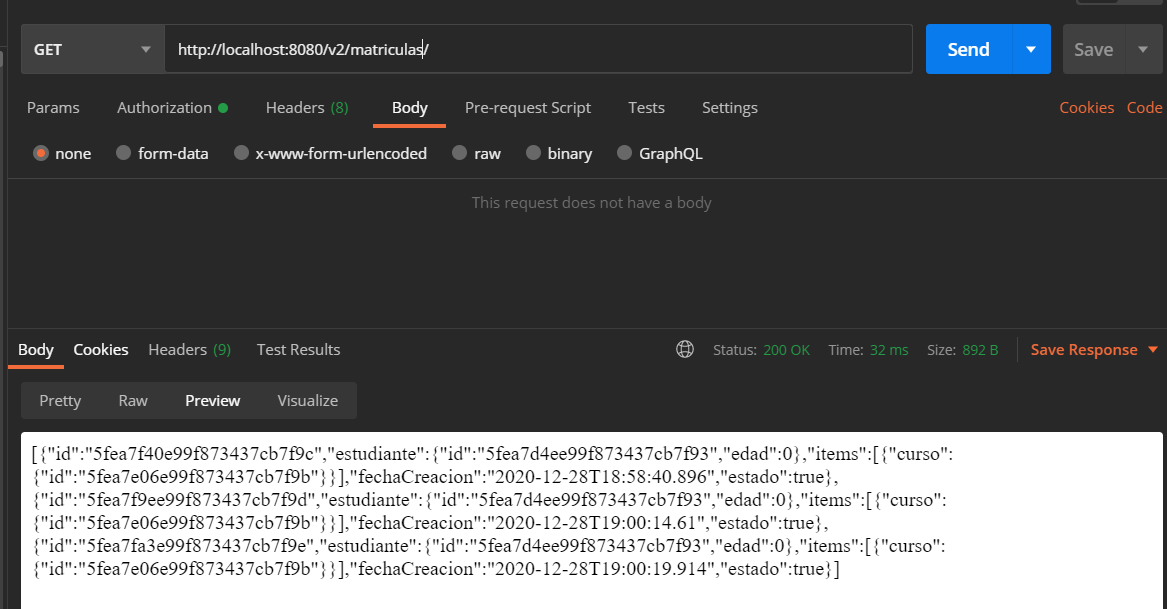 GET http://localhost:8080/v2/matriculas/ Send Save
Params Authorization Headers (8) Body Pre-request Script Tests Settings Cookies Code
none form-data x-www-form-urlencoded raw binary GraphQL
This request does not have a body
Body Cookies Headers (9) Test Results Status: 200 OK Time: 32 ms Size: 892 B Save Response
Pretty Raw Preview Visualize
[{"id":"5fea7f40e99f873437cb7f9c","estudiante":{"id":"5fea7d4ee99f873437cb7f93","edad":0},"items":[{"curso":
{"id":"5fea7e06e99f873437cb7f9b"}}],"fechaCreacion":"2020-12-28T18:58:40.896","estado":true},
{"id":"5fea7f9ee99f873437cb7f9d","estudiante":{"id":"5fea7d4ee99f873437cb7f93","edad":0},"items":[{"curso":
{"id":"5fea7e06e99f873437cb7f9b"}}],"fechaCreacion":"2020-12-28T19:00:14.61","estado":true},
{"id":"5fea7fa3e99f873437cb7f9e","estudiante":{"id":"5fea7d4ee99f873437cb7f93","edad":0},"items":[{"curso":
{"id":"5fea7e06e99f873437cb7f9b"}}],"fechaCreacion":"2020-12-28T19:00:19.914","estado":true}]